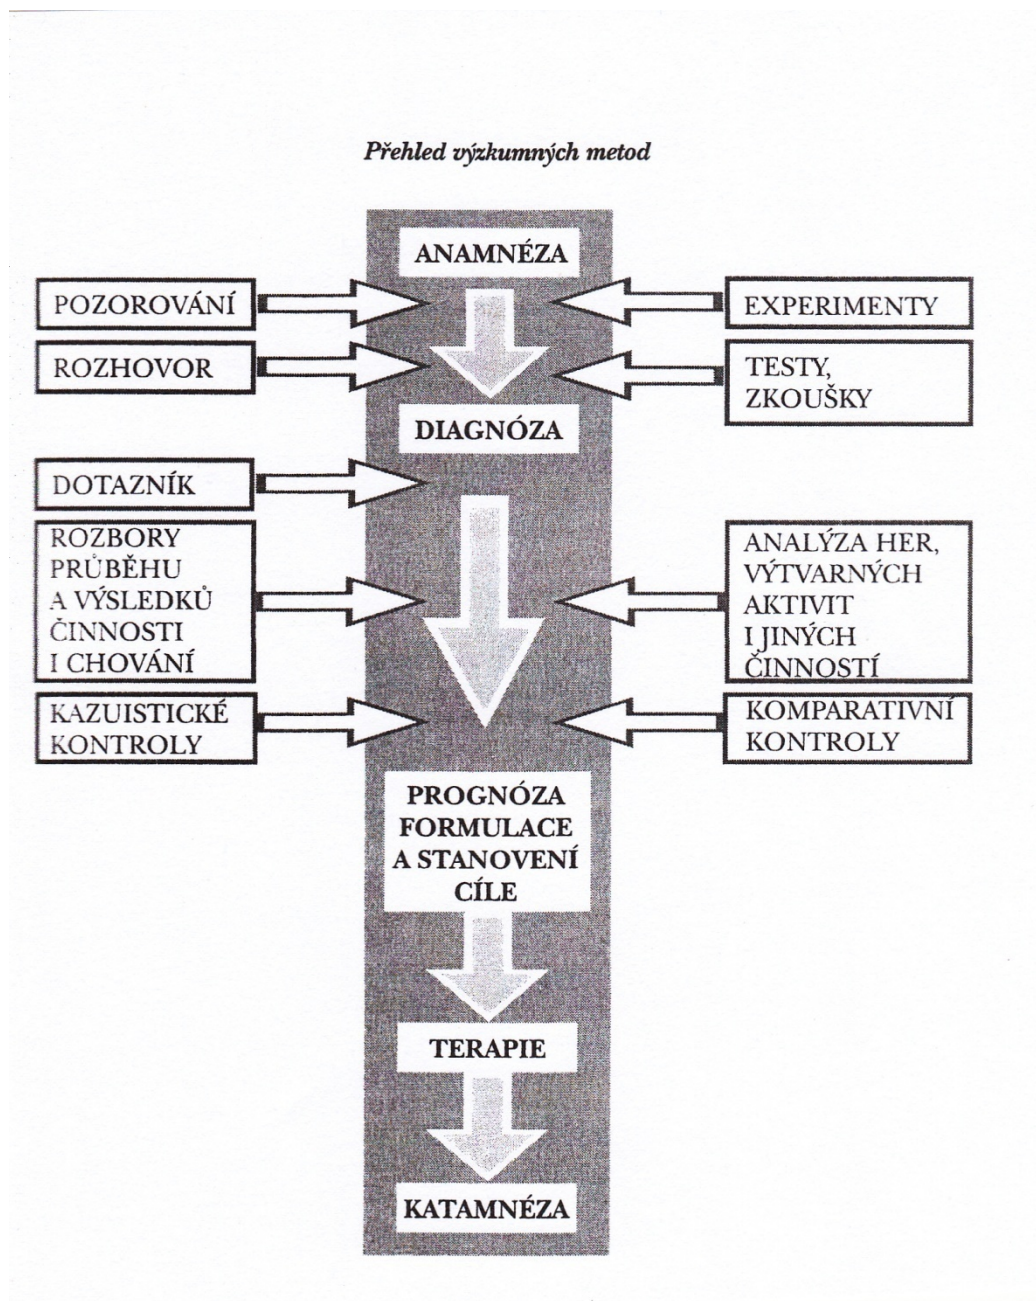 Přehled výzkumných metod
ANAMNÉZA
POZOROVÁNÍ
EXPERIMENTY
ROZHOVOR
TESTY,
ZKOUŠKY
DIAGNÓZA
DOTAZNÍK
ROZBORY
PRŮBĚHU
A VÝSLEDKŮ
ČINNOSTI
I CHOVÁNÍ
ANALÝZA HER,
VÝTVARNÝCH
AKTIVIT
I JINÝCH
ČINNOSTÍ
KAZUISTICKÉ
KONTROLY
KOMPARATIVNÍ
KONTROLY
PROGNÓZA
FORMULACE
A STANOVENÍ
CÍLE
TERAPIE
KATAMNÉZA